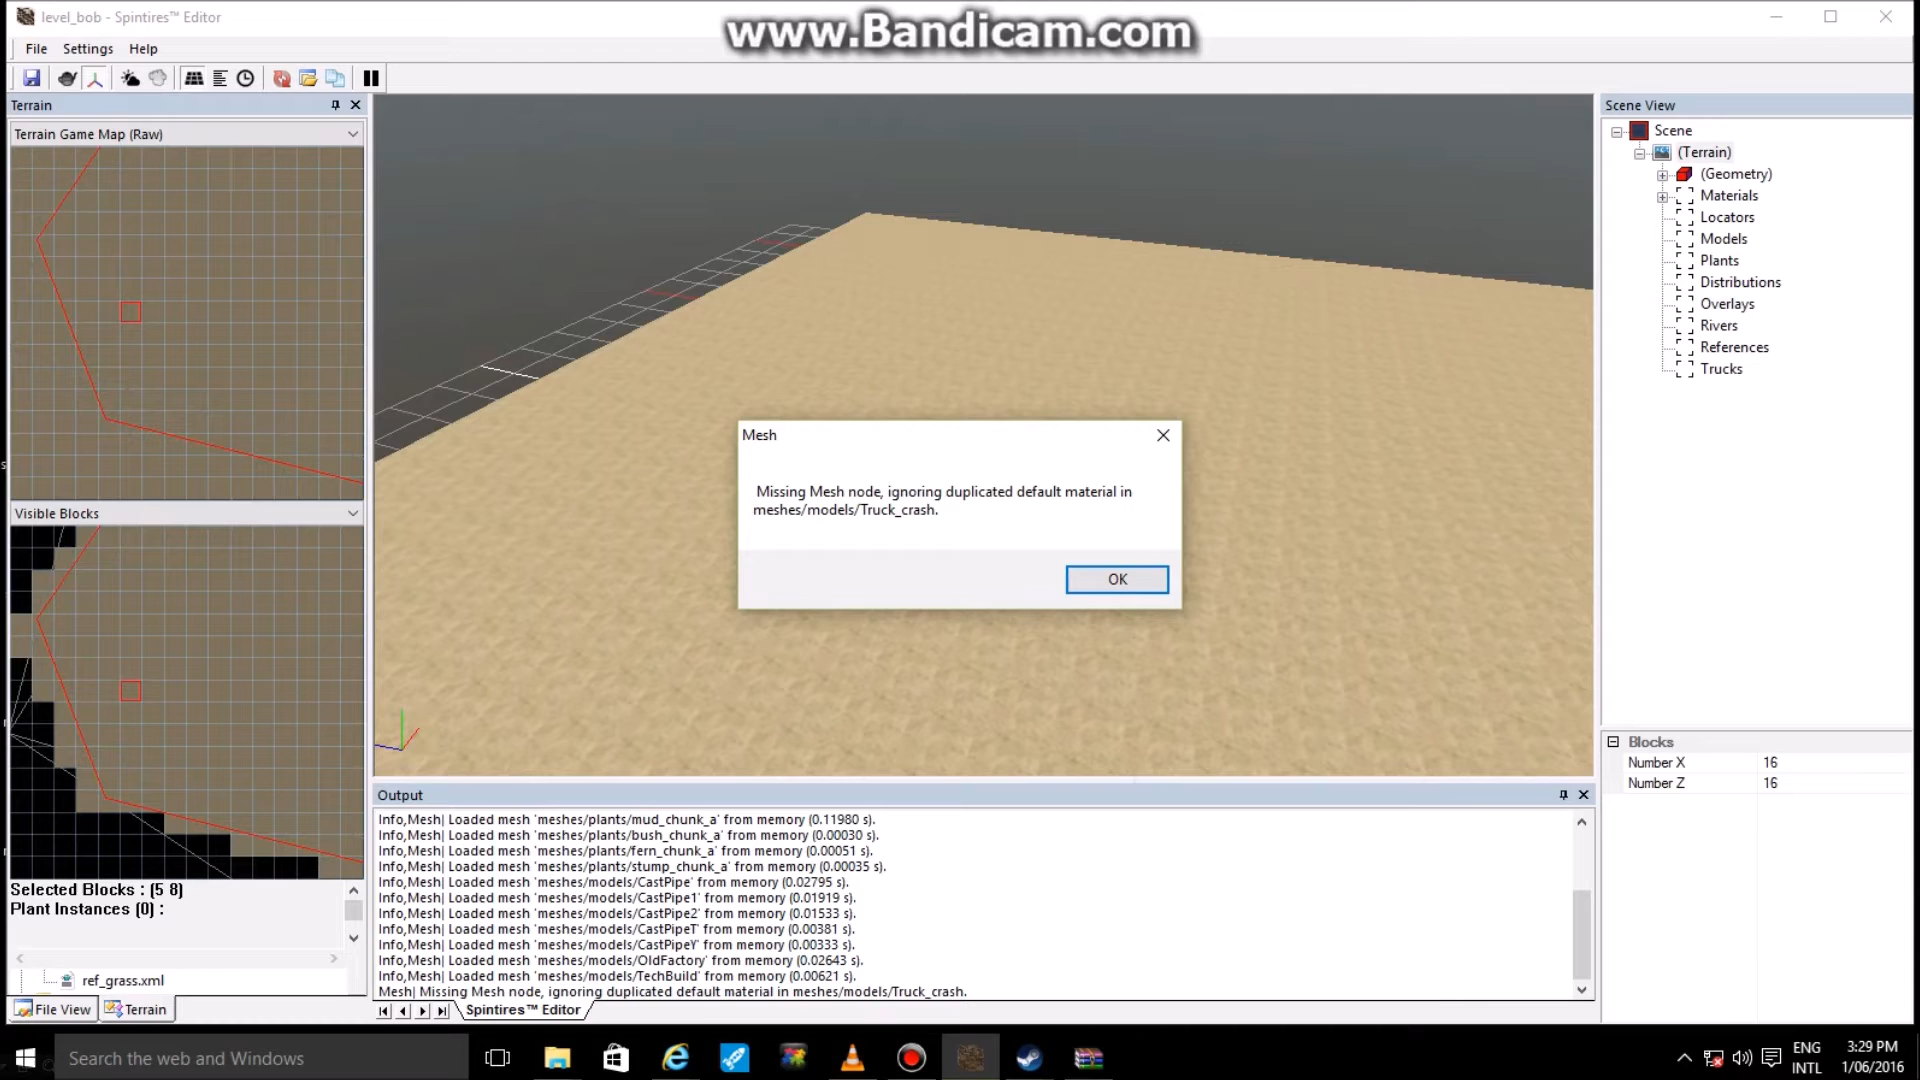 www.Bandicam.com
level_bob - Spintires™ Editor
File Settings Help
Terrain
Terrain Game Map (Raw)
Visible Blocks
Selected Blocks : (5 8)
Plant Instances (0) :
ref_grass.xml
File View Terrain
Mesh
Missing Mesh node, ignoring duplicated default material in
meshes/models/Truck_crash.
OK
Output
Info,Mesh| Loaded mesh 'meshes/plants/mud_chunk_a' from memory (0.11980 s).
Info,Mesh| Loaded mesh 'meshes/plants/bush_chunk_a' from memory (0.00030 s).
Info,Mesh| Loaded mesh 'meshes/plants/fern_chunk_a' from memory (0.00051 s).
Info,Mesh| Loaded mesh 'meshes/plants/stump_chunk_a' from memory (0.00035 s).
Info,Mesh| Loaded mesh 'meshes/models/CastPipe' from memory (0.02795 s).
Info,Mesh| Loaded mesh 'meshes/models/CastPipe1' from memory (0.01919 s).
Info,Mesh| Loaded mesh 'meshes/models/CastPipe2' from memory (0.01533 s).
Info,Mesh| Loaded mesh 'meshes/models/CastPipeT' from memory (0.00381 s).
Info,Mesh| Loaded mesh 'meshes/models/CastPipeY' from memory (0.00333 s).
Info,Mesh| Loaded mesh 'meshes/models/OldFactory' from memory (0.02643 s).
Info,Mesh| Loaded mesh 'meshes/models/TechBuild' from memory (0.00621 s).
Mesh| Missing Mesh node, ignoring duplicated default material in meshes/models/Truck_crash.
Spintires™ Editor
Scene View
Scene
(Terrain)
(Geometry)
Materials
Locators
Models
Plants
Distributions
Overlays
Rivers
References
Trucks
Blocks
Number X 16
Number Z 16
Search the web and Windows
ENG
INTL
3:29 PM
1/06/2016